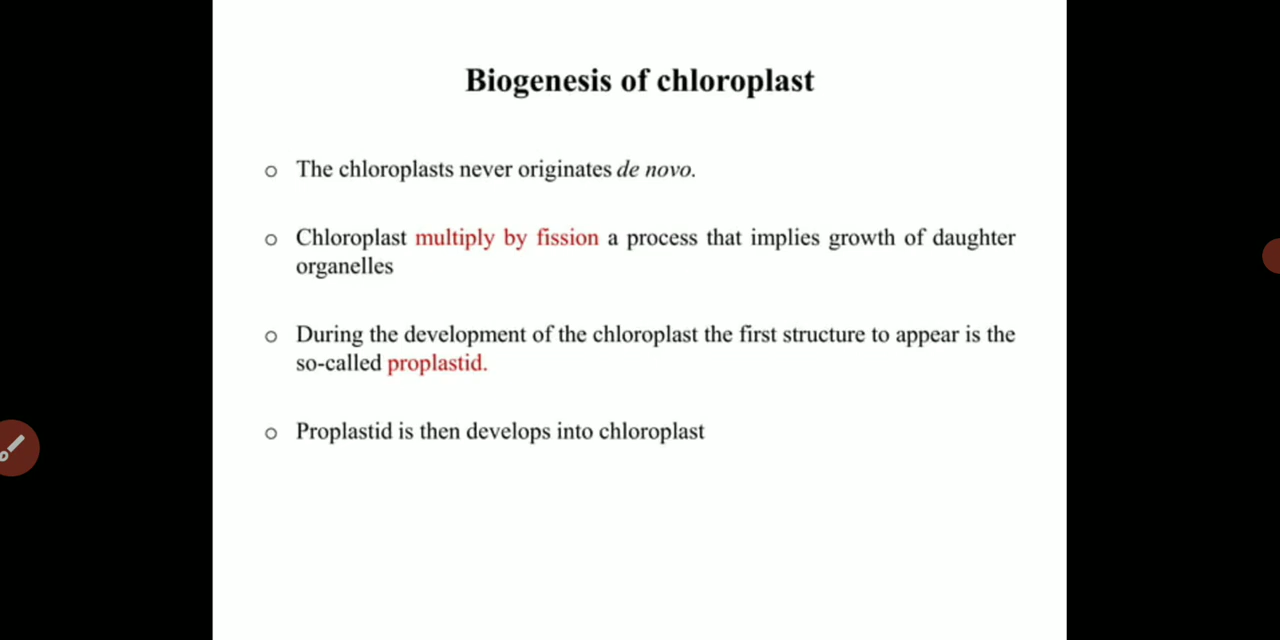 Biogenesis of chloroplast
o The chloroplasts never originates de novo.
o Chloroplast multiply by fission a process that implies growth of daughter
organelles
o During the development of the chloroplast the first structure to appear is the
so-called proplastid.
o Proplastid is then develops into chloroplast